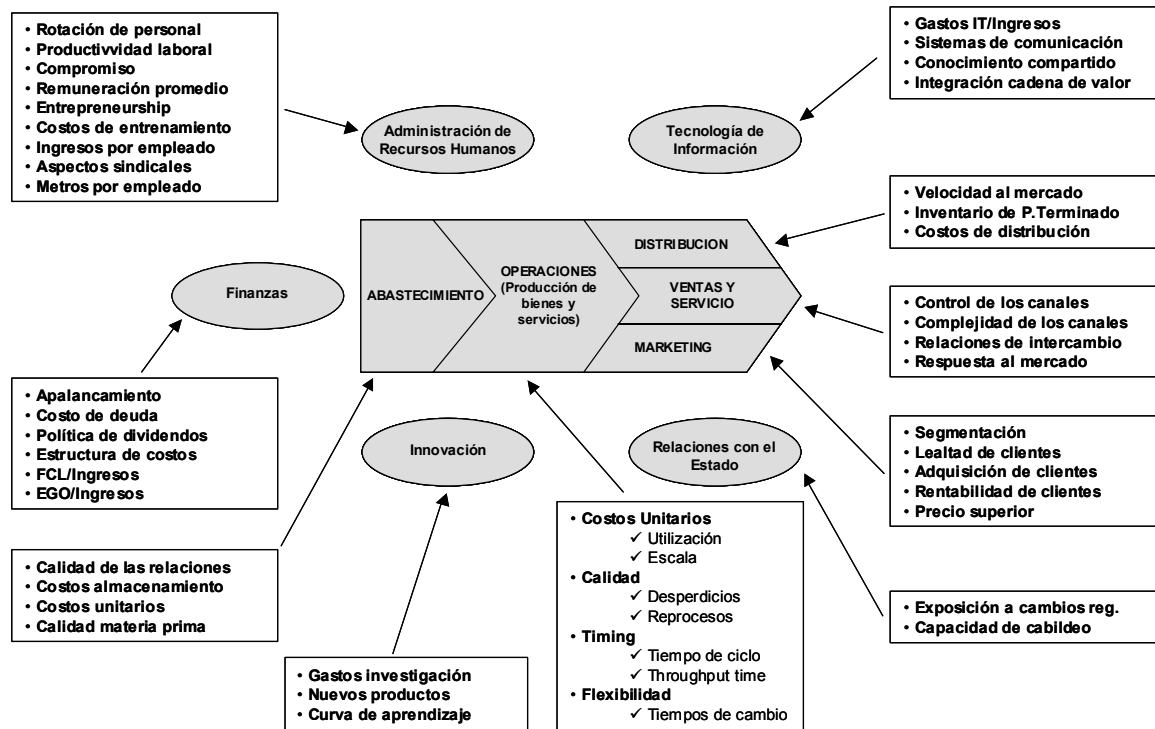 • Rotación de personal
• Productivvidad laboral
• Compromiso
• Remuneración promedio
• Entrepreneurship
• Costos de entrenamiento
• Ingresos por empleado
• Aspectos sindicales
• Metros por empleado
• Gastos IT/Ingresos
• Sistemas de comunicación
• Conocimiento compartido
• Integración cadena de valor
Administración de
Recursos Humanos
Tecnología de
Información
• Velocidad al mercado
• Inventario de P.Terminado
• Costos de distribución
Finanzas
ABASTECIMIENTO
OPERACIONES
(Producción de
bienes y
servicios)
DISTRIBUCION
VENTAS Y
SERVICIO
MARKETING
• Control de los canales
• Complejidad de los canales
• Relaciones de intercambio
• Respuesta al mercado
• Apalancamiento
• Costo de deuda
• Política de dividendos
• Estructura de costos
• FCL/Ingresos
• EGO/Ingresos
Innovación
Relaciones con el
Estado
• Segmentación
• Lealtad de clientes
• Adquisición de clientes
• Rentabilidad de clientes
• Precio superior
• Calidad de las relaciones
• Costos almacenamiento
• Costos unitarios
• Calidad materia prima
• Costos Unitarios
✓ Utilización
✓ Escala
• Calidad
✓ Desperdicios
✓ Reprocesos
• Timing
✓ Tiempo de ciclo
✓ Throughput time
• Flexibilidad
✓ Tiempos de cambio
• Exposición a cambios reg.
• Capacidad de cabildeo
• Gastos investigación
• Nuevos productos
• Curva de aprendizaje